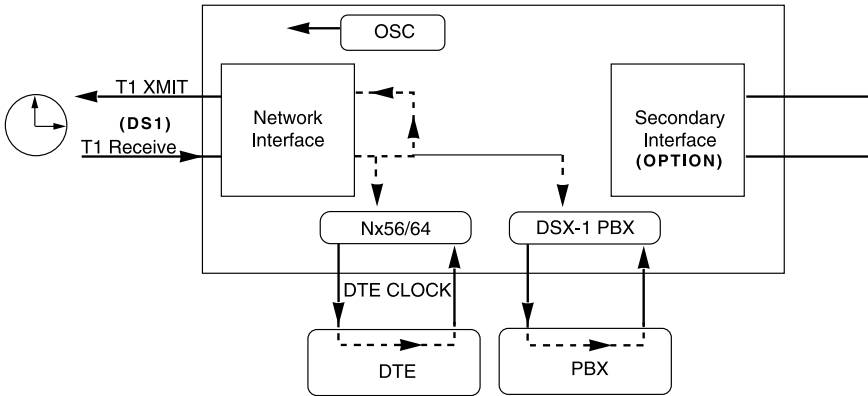 OSC
T1 XMIT
(DS1)
T1 Receive
Network
Interface
Secondary
Interface
(OPTION)
Nx56/64
DSX-1 PBX
DTE CLOCK
DTE
PBX